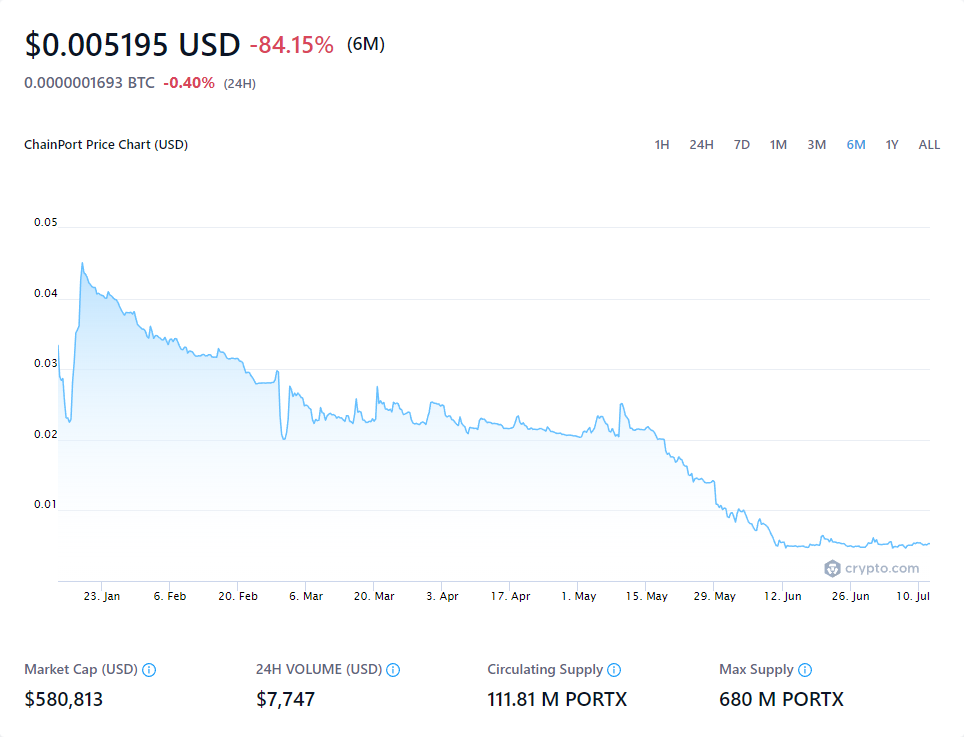 $0.005195 USD -84.15% (6M)
0.0000001693 BTC -0.40% (24H)
ChainPort Price Chart (USD) 1H 24H 7D 1M 3M 6M 1Y ALL
0.05
0.04
0.03
0.02
0.01
crypto.com
23. Jan 6. Feb 20. Feb 6. Mar 20. Mar 3. Apr 17. Apr 1. May 15. May 29. May 12. Jun 26. Jun 10. Jul
Market Cap (USD) 24H VOLUME (USD) Circulating Supply Max Supply
$580,813 $7,747 111.81 M PORTX 680 M PORTX